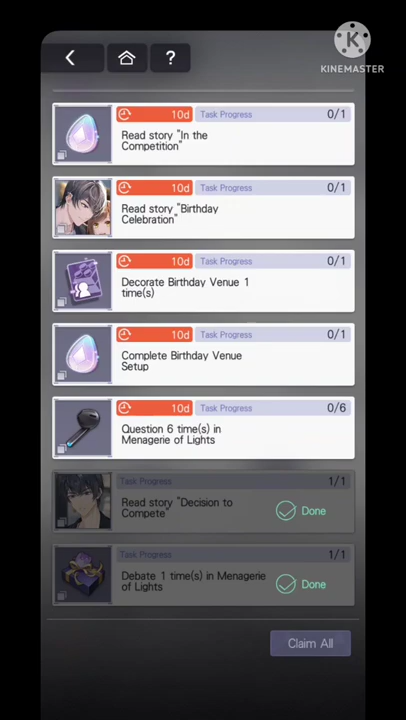 ?
K
KINEMASTER
10d Task Progress 0/1
Read story "In the
Competition"
10d Task Progress 0/1
Read story "Birthday
Celebration"
10d Task Progress 0/1
Decorate Birthday Venue 1
time(s)
10d Task Progress 0/1
Complete Birthday Venue
Setup
10d Task Progress 0/6
Question 6 time(s) in
Menagerie of Lights
Task Progress 1/1
Read story "Decision to
Compete"
Done
Task Progress 1/1
Debate 1 time(s) in Menagerie
of Lights
Done
Claim All